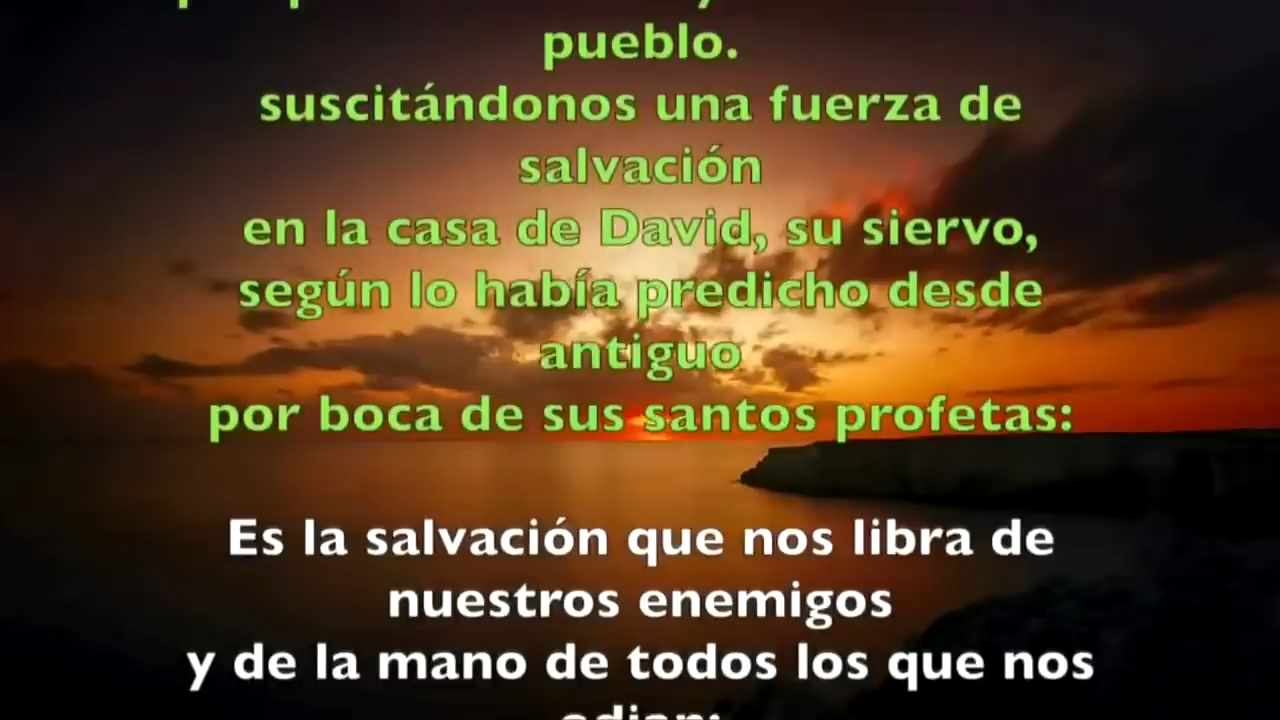 pueblo.
suscitándonos una fuerza de
salvación
en la casa de David, su siervo,
según lo había predicho desde
antiguo
por boca de sus santos profetas:
Es la salvación que nos libra de
nuestros enemigos
y de la mano de todos los que nos
odian;